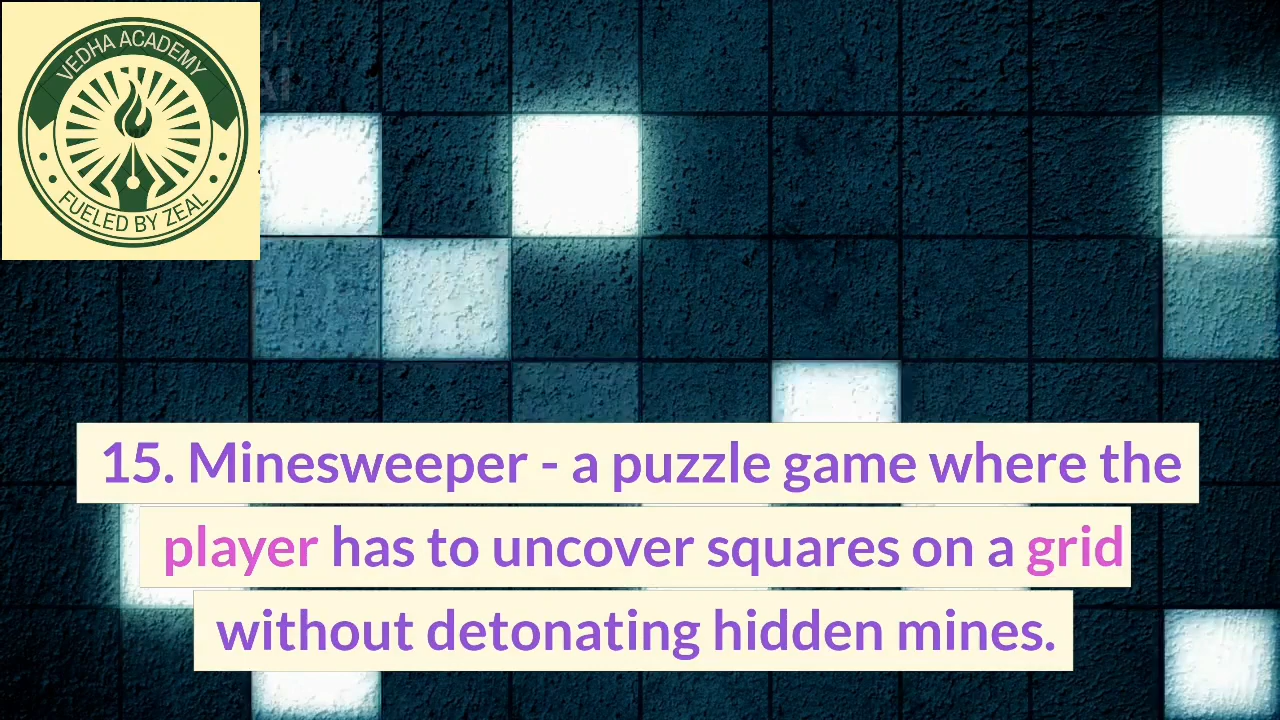 VEDHA ACADEMY
FUELED BY ZEAL
15. Minesweeper - a puzzle game where the
player has to uncover squares on a grid
without detonating hidden mines.